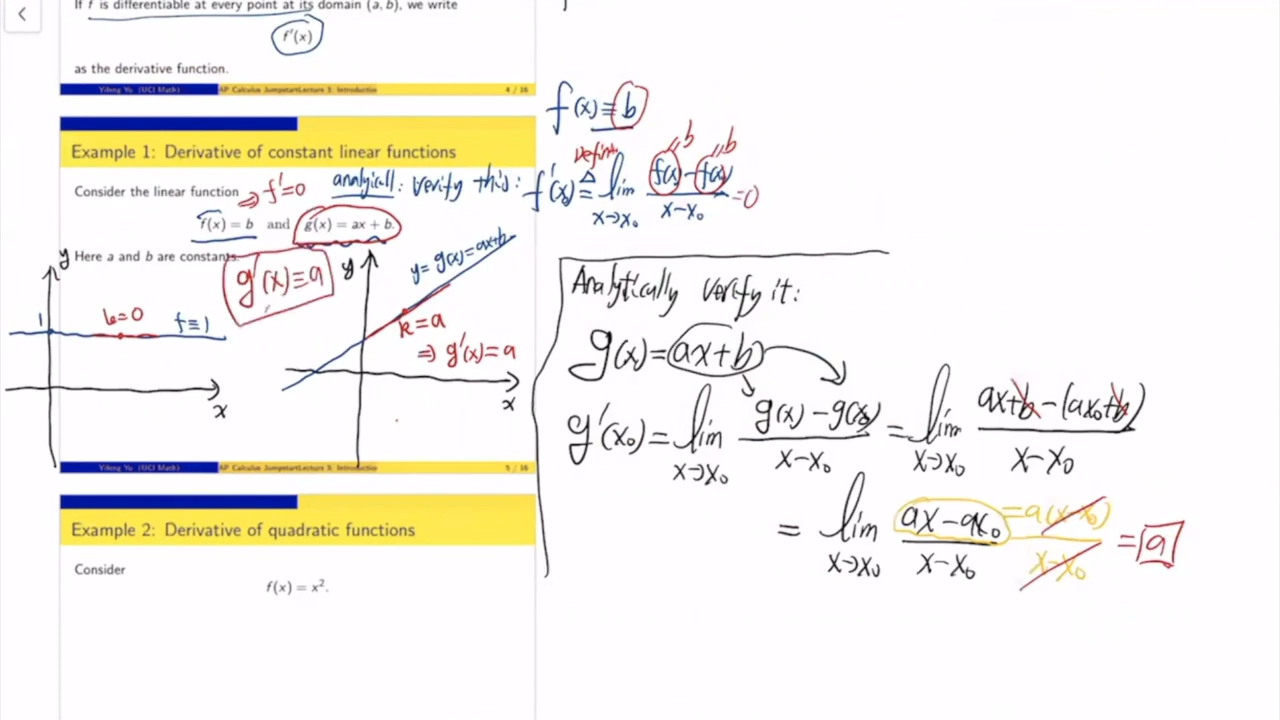 If f is differentiable at every point at its domain (a, b), we write
f'(x)
as the derivative function.
Yifeng Yu (UCI Math) AP Calculus Jumpstart Lecture 3: Introduction 4 / 16
Example 1: Derivative of constant linear functions
Consider the linear function
⇒ f'=0
f(x) = b and g(x) = ax + b.
Here a and b are constants.
g'(x) ≡ a
y
1
k=0
f≡1
x
y
y = g(x) = ax+b
k=a
⇒ g'(x) = a
x
Yifeng Yu (UCI Math) AP Calculus Jumpstart Lecture 3: Introduction 5 / 16
Example 2: Derivative of quadratic functions
Consider
f(x) = x².
f(x) ≡ b
analytically: verify this: f'(x₀) = lim x→x₀ (f(x) - f(x₀))/(x-x₀) = 0
= b = b
Analytically verify it:
g(x) = ax+b
g'(x₀) = lim x→x₀ (g(x) - g(x₀))/(x-x₀) = lim x→x₀ (ax+b - (ax₀+b))/(x-x₀)
= lim x→x₀ (ax - ax₀)/(x-x₀) = a(x-x₀)/(x-x₀) = a